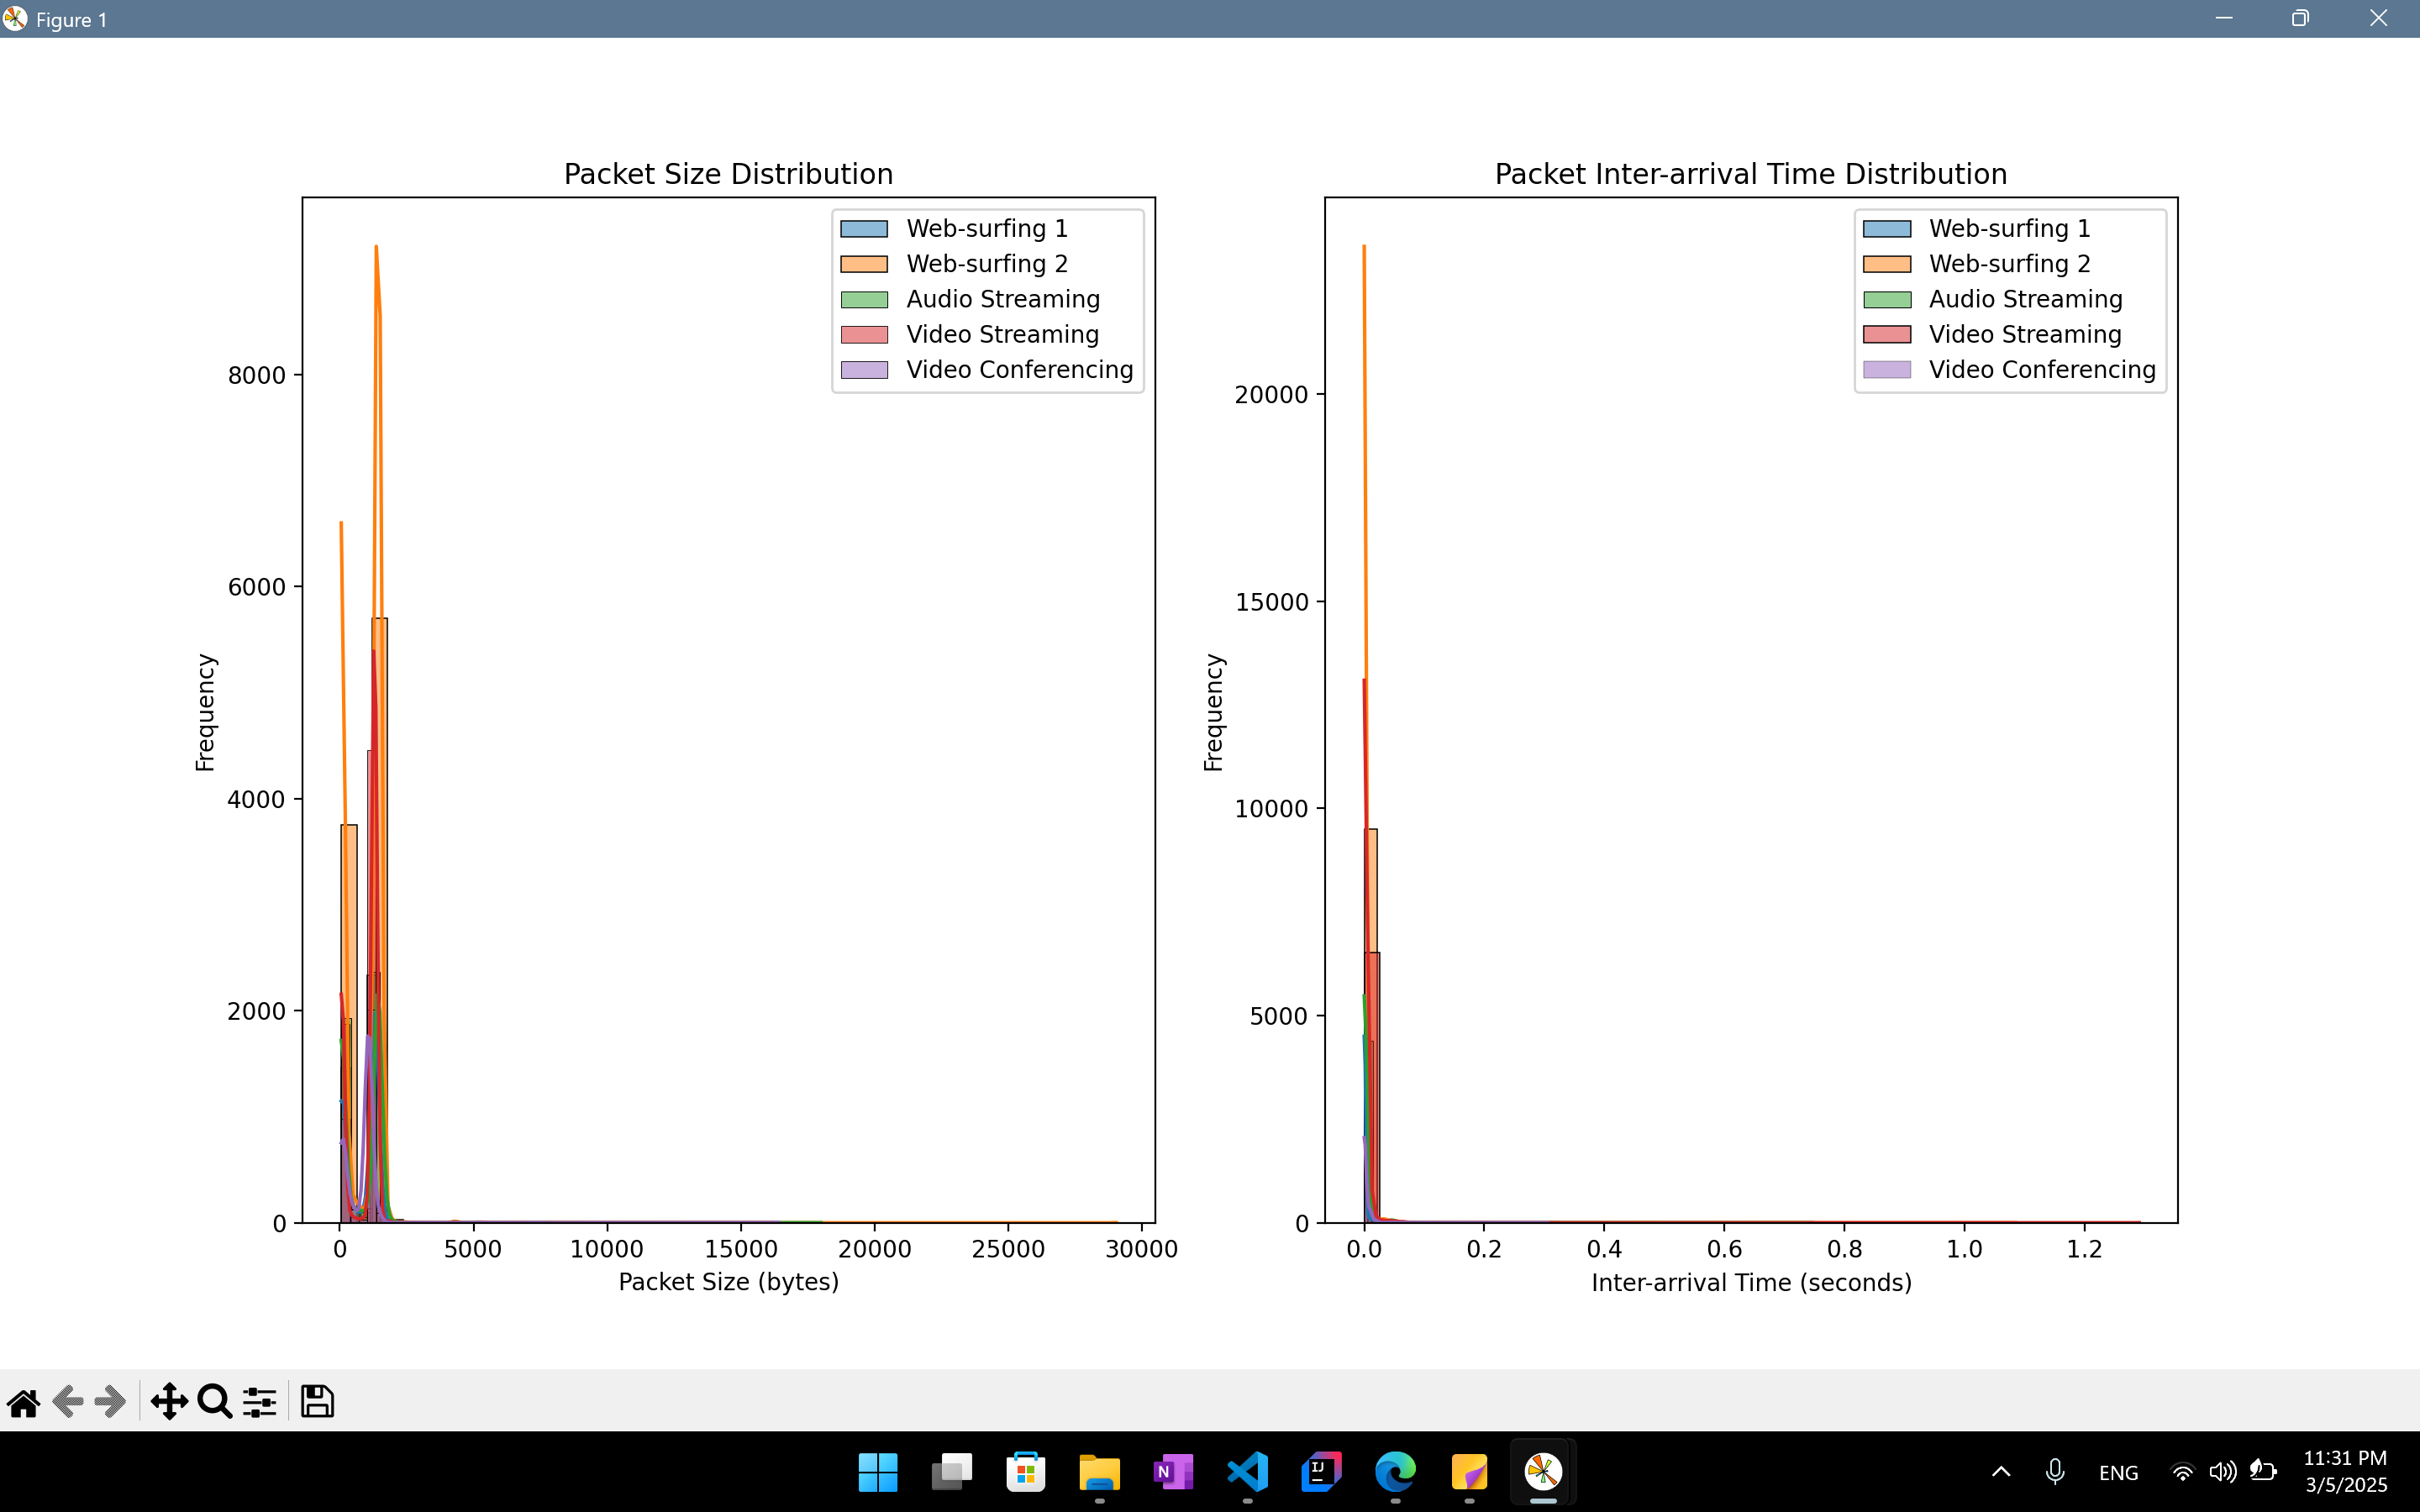 Figure 1
Packet Size Distribution
Web-surfing 1
Web-surfing 2
Audio Streaming
Video Streaming
Video Conferencing
8000
6000
4000
2000
0
Frequency
0 5000 10000 15000 20000 25000 30000
Packet Size (bytes)
Packet Inter-arrival Time Distribution
Web-surfing 1
Web-surfing 2
Audio Streaming
Video Streaming
Video Conferencing
20000
15000
10000
5000
0
Frequency
0.0 0.2 0.4 0.6 0.8 1.0 1.2
Inter-arrival Time (seconds)
N
IJ
ENG
11:31 PM
3/5/2025